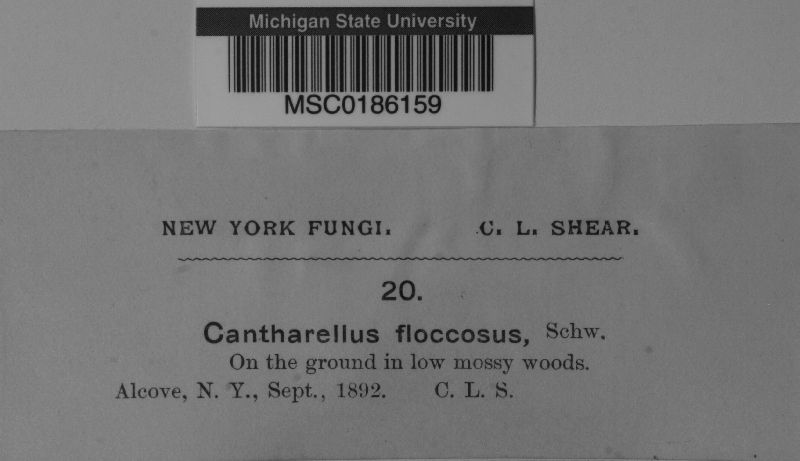 Michigan State University
MSC0186159
NEW YORK FUNGI. C. L. SHEAR.
20.
Cantharellus floccosus, Schw.
On the ground in low mossy woods.
Alcove, N. Y., Sept., 1892. C. L. S.